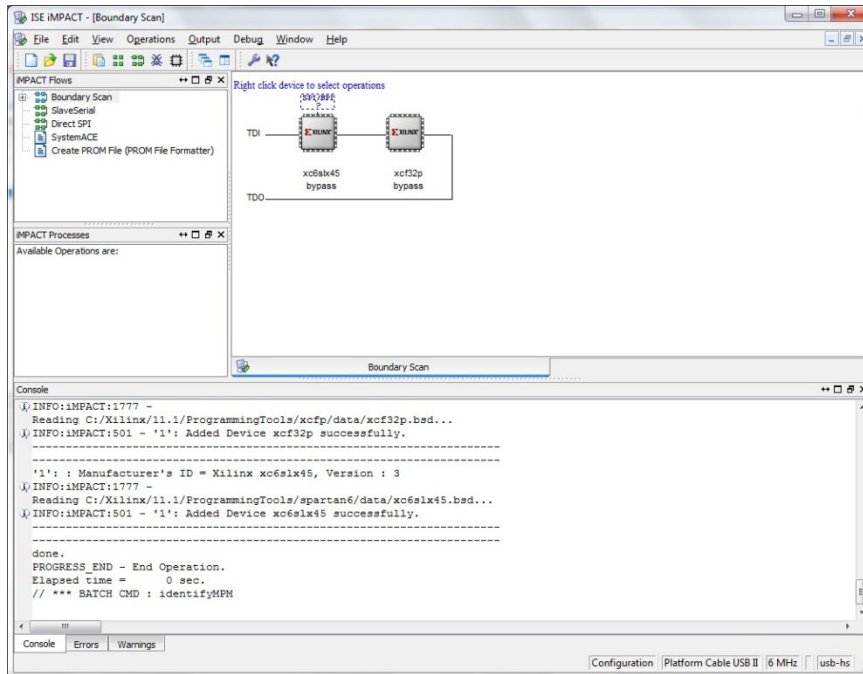 ISE iMPACT - [Boundary Scan]
File Edit View Operations Output Debug Window Help
iMPACT Flows
Boundary Scan
SlaveSerial
Direct SPI
SystemACE
Create PROM File (PROM File Formatter)
Right click device to select operations
SPI/BPI
?
TDI
XILINX XILINX
xc6slx45 xcf32p
bypass bypass
TDO
iMPACT Processes
Available Operations are:
Boundary Scan
Console
INFO:iMPACT:1777 -
Reading C:/Xilinx/11.1/ProgrammingTools/xcfp/data/xcf32p.bsd...
INFO:iMPACT:501 - '1': Added Device xcf32p successfully.
----------------------------------------------------------------------
----------------------------------------------------------------------
'1': : Manufacturer's ID = Xilinx xc6slx45, Version : 3
INFO:iMPACT:1777 -
Reading C:/Xilinx/11.1/ProgrammingTools/spartan6/data/xc6slx45.bsd...
INFO:iMPACT:501 - '1': Added Device xc6slx45 successfully.
----------------------------------------------------------------------
----------------------------------------------------------------------
done.
PROGRESS_END - End Operation.
Elapsed time =      0 sec.
// *** BATCH CMD : identifyMPM
Console Errors Warnings
Configuration Platform Cable USB II 6 MHz usb-hs